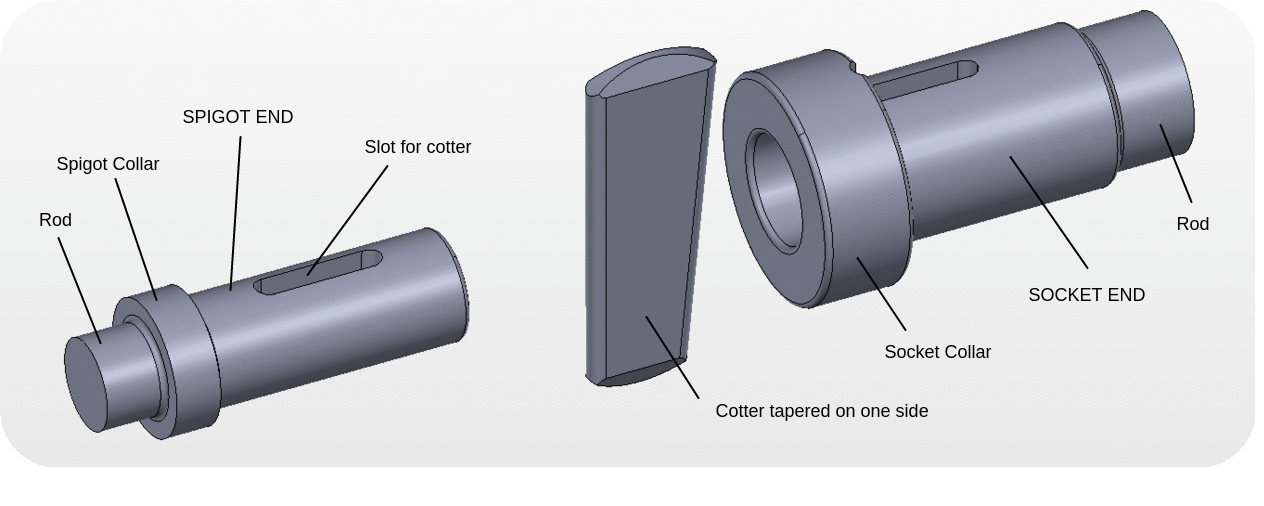 SPIGOT END
Slot for cotter
Spigot Collar
Rod
Rod
SOCKET END
Socket Collar
Cotter tapered on one side